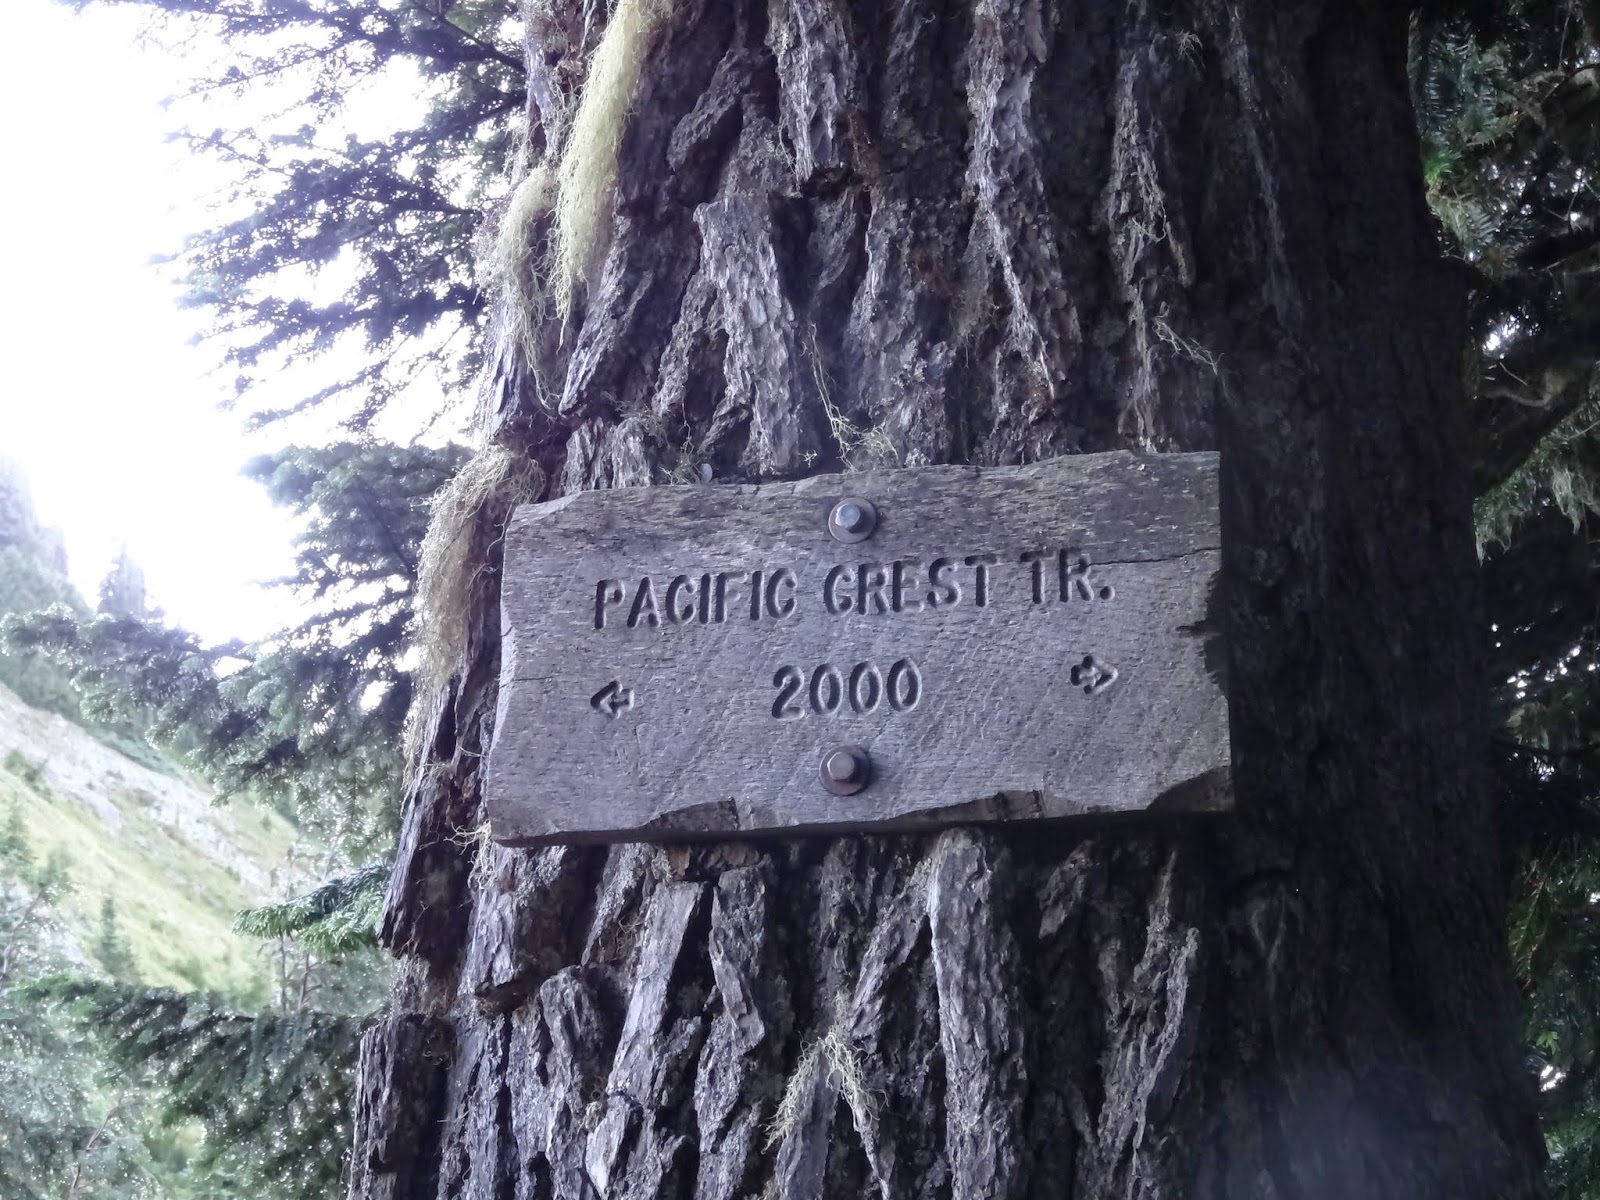 PACIFIC CREST TR.
← 2000 →